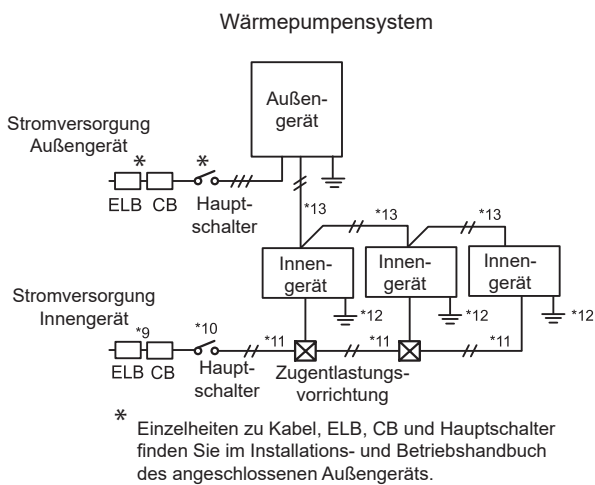 Wärmepumpensystem
Außen-
gerät
Stromversorgung
Außengerät
* *
ELB CB Haupt-
schalter
*13 *13 *13
Innen-
gerät
Innen-
gerät
Innen-
gerät
*12 *12 *12
Stromversorgung
Innengerät
*9 *10 *11 *11 *11
ELB CB Haupt-
schalter
Zugentlastungs-
vorrichtung
* Einzelheiten zu Kabel, ELB, CB und Hauptschalter
finden Sie im Installations- und Betriebshandbuch
des angeschlossenen Außengeräts.